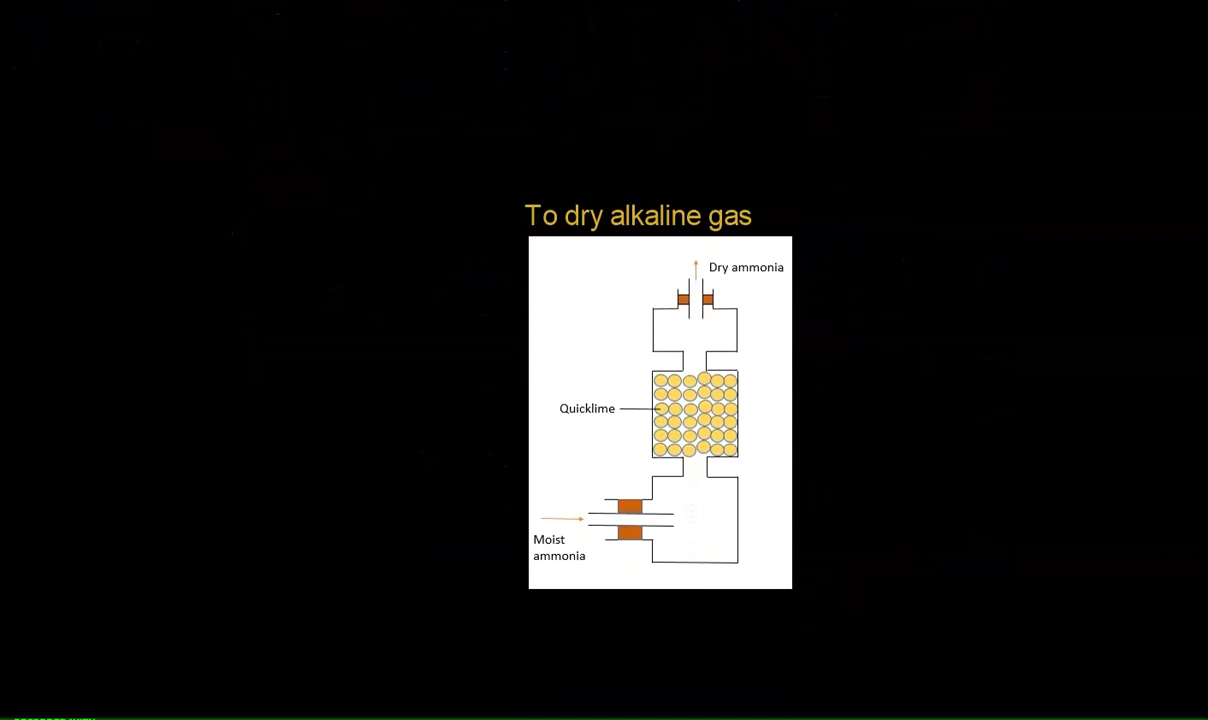 To dry alkaline gas
Dry ammonia
Quicklime
Moist
ammonia